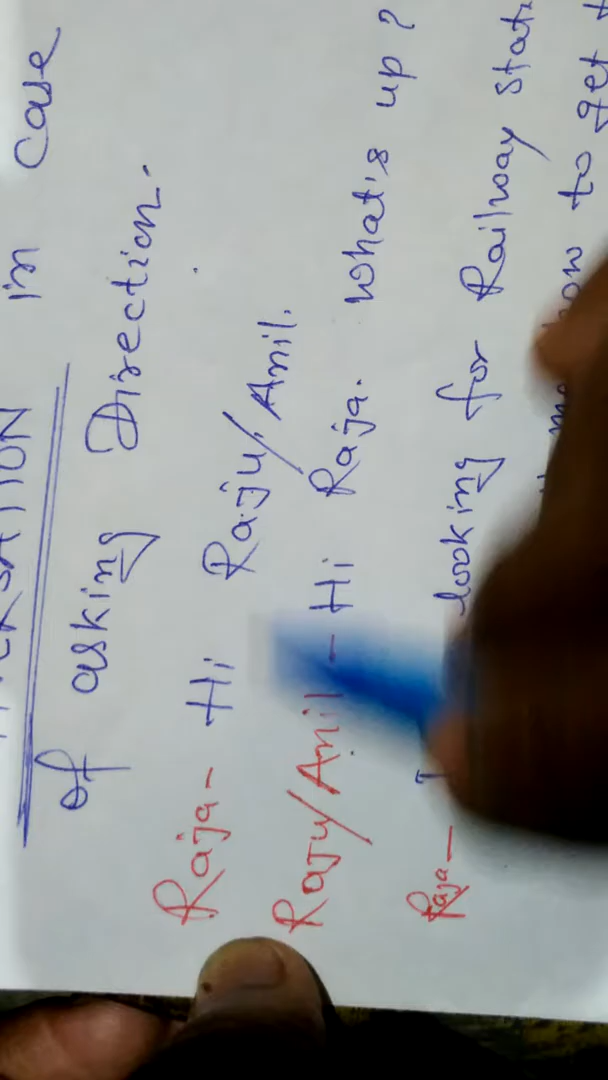 in case
of asking Direction.
Raja- Hi Raju/Anil.
Raju/Anil - Hi Raja. What's up?
Raja- looking for Railway
how to get